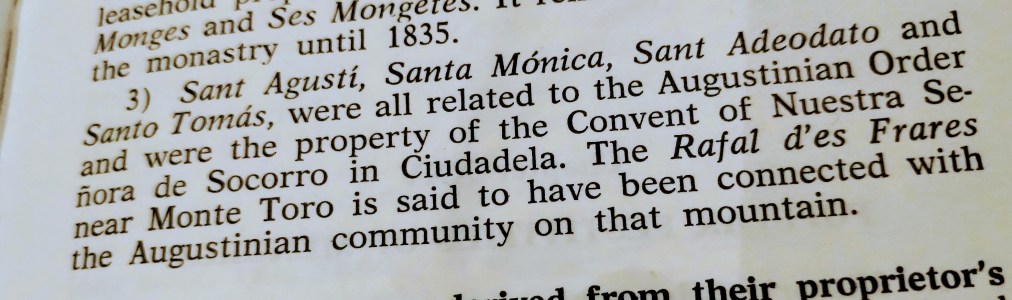 leasehold
Monges and Ses Mongetes. It
the monastry until 1835.
3) Sant Agustí, Santa Mónica, Sant Adeodato and
Santo Tomás, were all related to the Augustinian Order
and were the property of the Convent of Nuestra Se-
ñora de Socorro in Ciudadela. The Rafal d'es Frares
near Monte Toro is said to have been connected with
the Augustinian community on that mountain.
from their proprietor's